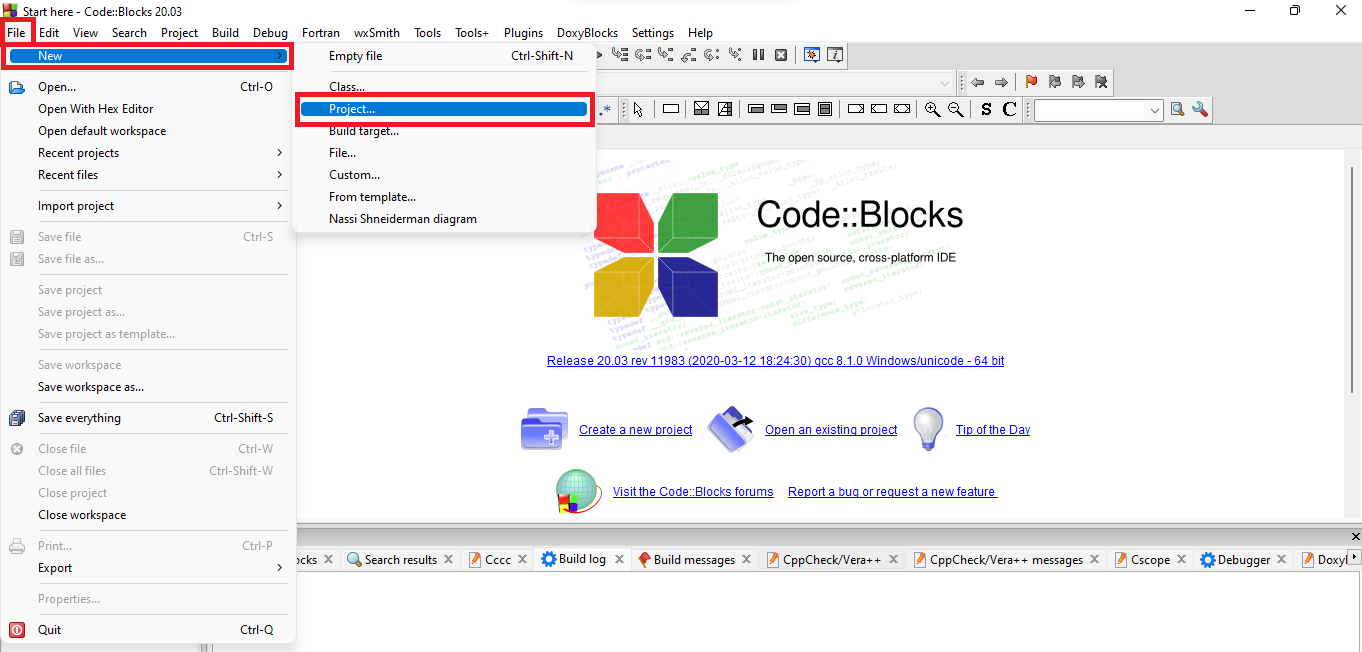 Start here - Code::Blocks 20.03
File Edit View Search Project Build Debug Fortran wxSmith Tools Tools+ Plugins DoxyBlocks Settings Help
New
Open... Ctrl-O
Open With Hex Editor
Open default workspace
Recent projects
Recent files
Import project
Save file Ctrl-S
Save file as...
Save project
Save project as...
Save project as template...
Save workspace
Save workspace as...
Save everything Ctrl-Shift-S
Close file Ctrl-W
Close all files Ctrl-Shift-W
Close project
Close workspace
Print... Ctrl-P
Export
Properties...
Quit Ctrl-Q
Empty file Ctrl-Shift-N
Class...
Project...
Build target...
File...
Custom...
From template...
Nassi Shneiderman diagram
.*
S C
Code::Blocks
The open source, cross-platform IDE
Release 20.03 rev 11983 (2020-03-12 18:24:30) gcc 8.1.0 Windows/unicode - 64 bit
Create a new project Open an existing project Tip of the Day
Visit the Code::Blocks forums Report a bug or request a new feature
ocks Search results Cccc Build log Build messages CppCheck/Vera++ CppCheck/Vera++ messages Cscope Debugger Doxyl